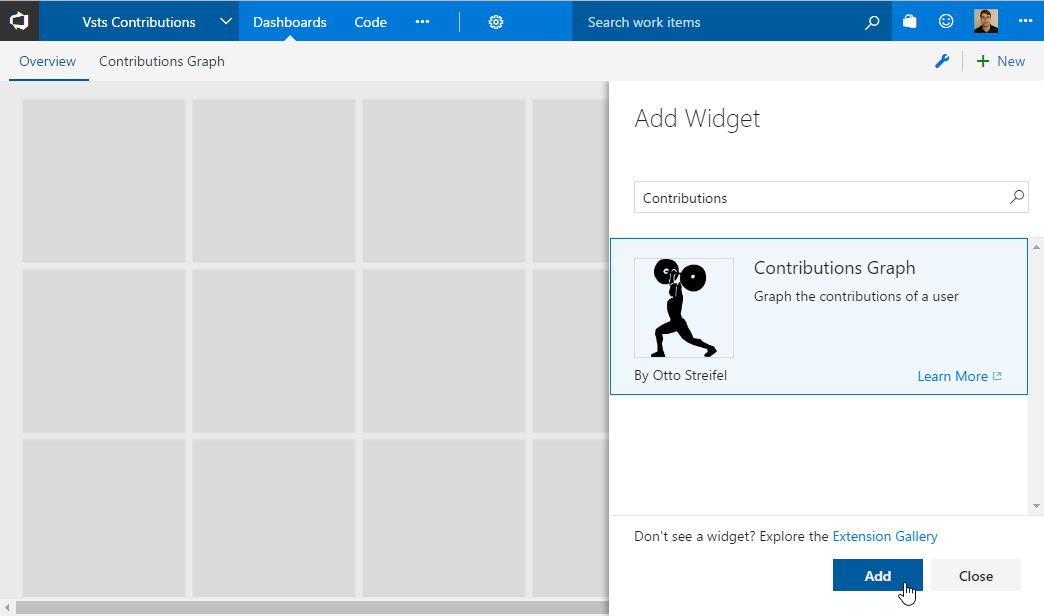 Vsts Contributions Dashboards Code Search work items
Overview Contributions Graph New
Add Widget
Contributions
Contributions Graph
Graph the contributions of a user
By Otto Streifel Learn More
Don't see a widget? Explore the Extension Gallery
Add Close